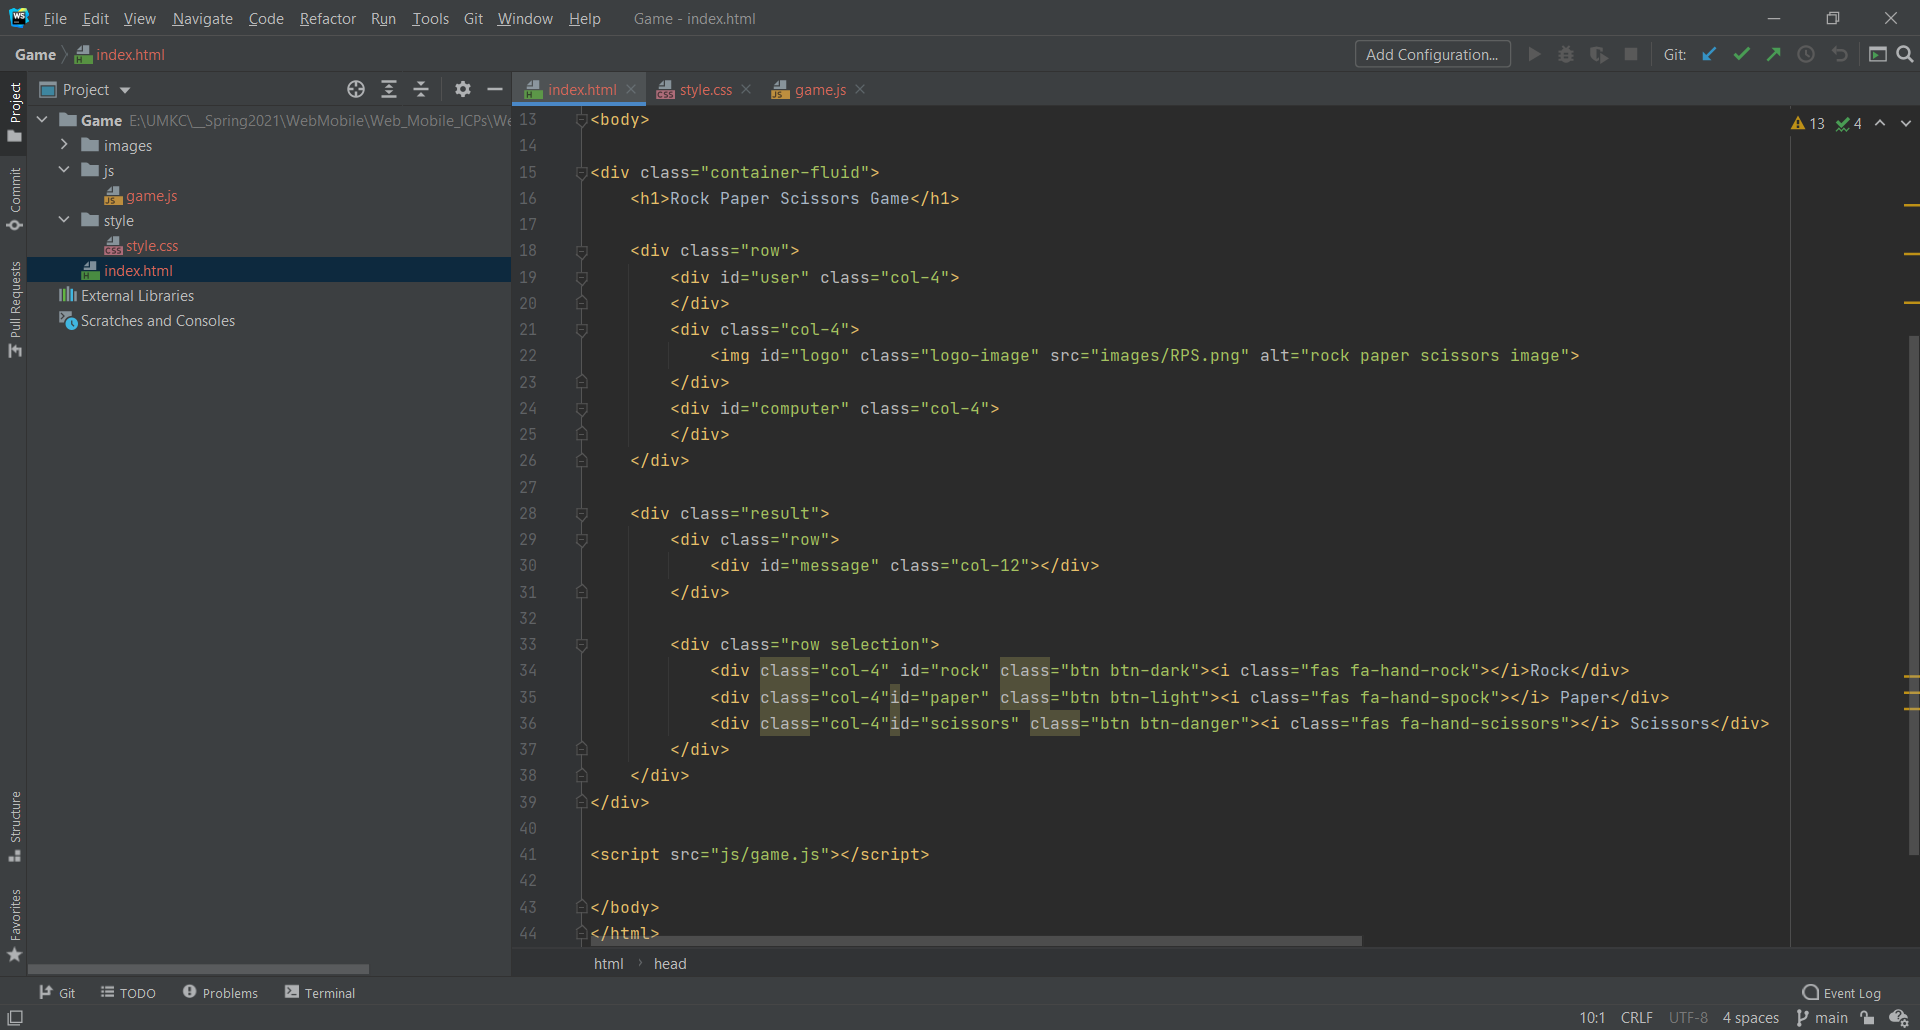 WS File Edit View Navigate Code Refactor Run Tools Git Window Help Game - index.html
Game index.html Add Configuration... Git:
Project
Project index.html style.css game.js
Game E:\UMKC\__Spring2021\WebMobile\Web_Mobile_ICPs\We
images
js
game.js
style
style.css
index.html
External Libraries
Scratches and Consoles
Commit
Pull Requests
Structure
Favorites
13 4
13 <body>
14
15 <div class="container-fluid">
16 <h1>Rock Paper Scissors Game</h1>
17
18 <div class="row">
19 <div id="user" class="col-4">
20 </div>
21 <div class="col-4">
22 <img id="logo" class="logo-image" src="images/RPS.png" alt="rock paper scissors image">
23 </div>
24 <div id="computer" class="col-4">
25 </div>
26 </div>
27
28 <div class="result">
29 <div class="row">
30 <div id="message" class="col-12"></div>
31 </div>
32
33 <div class="row selection">
34 <div class="col-4" id="rock" class="btn btn-dark"><i class="fas fa-hand-rock"></i>Rock</div>
35 <div class="col-4"id="paper" class="btn btn-light"><i class="fas fa-hand-spock"></i> Paper</div>
36 <div class="col-4"id="scissors" class="btn btn-danger"><i class="fas fa-hand-scissors"></i> Scissors</div>
37 </div>
38 </div>
39 </div>
40
41 <script src="js/game.js"></script>
42
43 </body>
44 </html>
html head
Git TODO Problems Terminal Event Log
10:1 CRLF UTF-8 4 spaces main